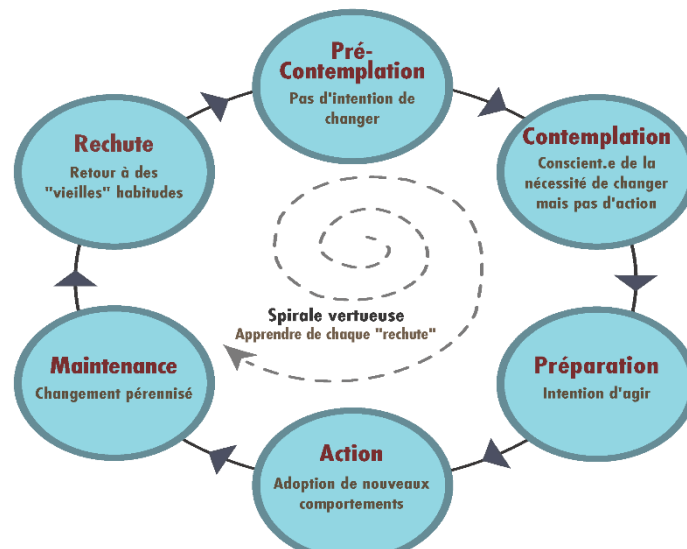 Pré-
Contemplation
Pas d'intention de
changer
Contemplation
Conscient.e de la
nécessité de changer
mais pas d'action
Préparation
Intention d'agir
Action
Adoption de nouveaux
comportements
Maintenance
Changement pérennisé
Rechute
Retour à des
"vieilles" habitudes
Spirale vertueuse
Apprendre de chaque "rechute"